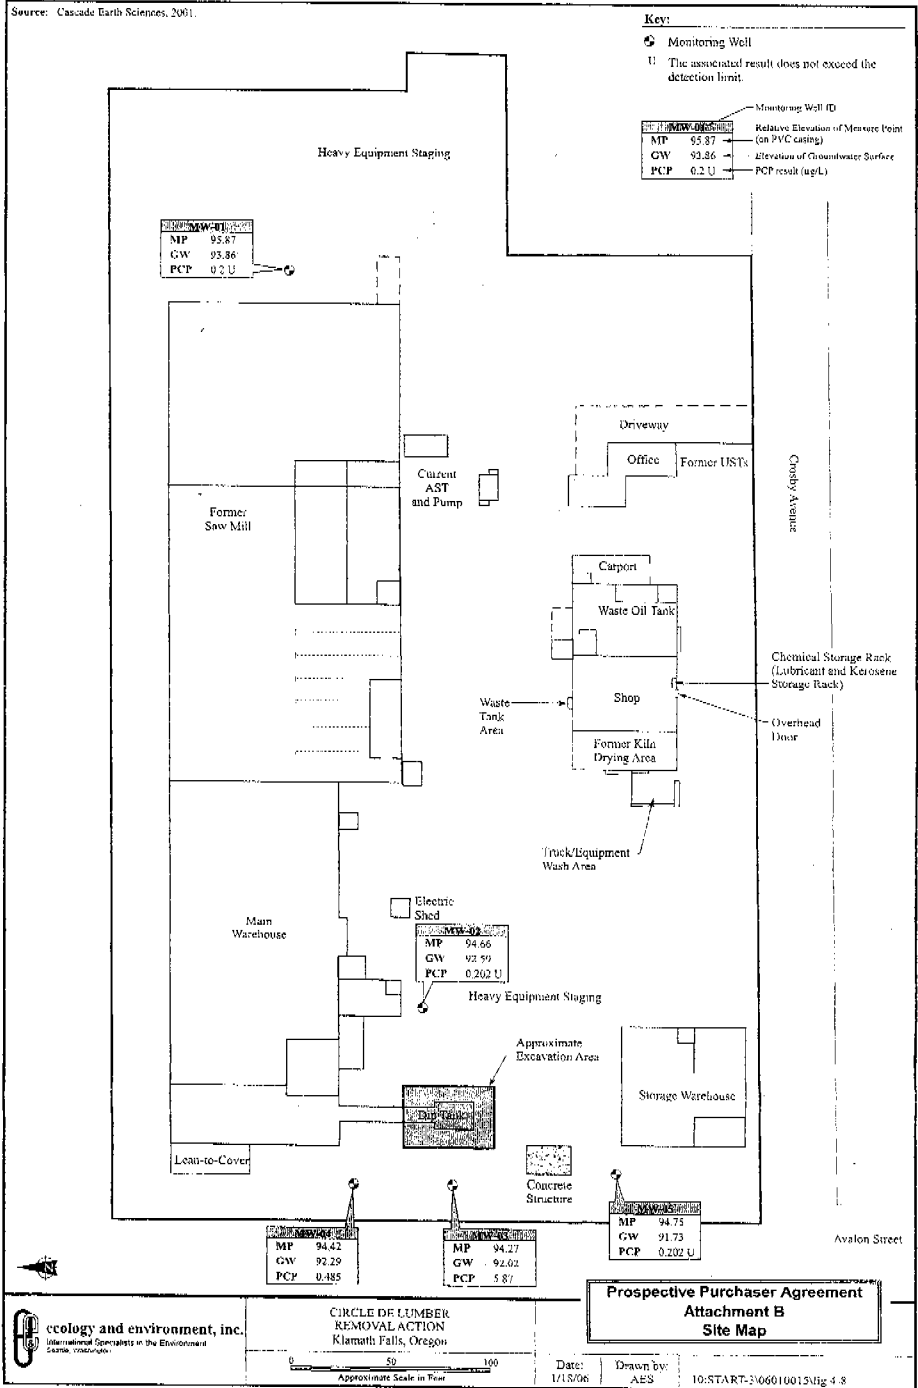 Source: Cascade Earth Sciences, 2001.
Key:
Monitoring Well
U The associated result does not exceed the
detection limit.
Monitoring Well ID
MP 95.87
GW 93.86
PCP 0.2 U
Relative Elevation of Measure Point
(on PVC casing)
Elevation of Groundwater Surface
PCP result (ug/L)
Heavy Equipment Staging
MW-01
MP 95.87
GW 93.86
PCP 0.2 U
Driveway
Office
Former USTs
Current
AST
and Pump
Crosby Avenue
Former
Saw Mill
Carport
Waste Oil Tank
Chemical Storage Rack
(Lubricant and Kerosene
Storage Rack)
Waste
Tank
Area
Shop
Overhead
Door
Former Kiln
Drying Area
Truck/Equipment
Wash Area
Electric
Shed
Main
Warehouse
MW-02
MP 94.66
GW 92.59
PCP 0.202 U
Heavy Equipment Staging
Approximate
Excavation Area
Dip Tank
Storage Warehouse
Lean-to-Cover
Concrete
Structure
MW-04
MP 94.42
GW 92.29
PCP 0.485
MW-03
MP 94.27
GW 92.02
PCP 5.87
MW-05
MP 94.75
GW 91.73
PCP 0.202 U
Avalon Street
N
Prospective Purchaser Agreement
Attachment B
Site Map
ecology and environment, inc.
International Specialists in the Environment
Seattle, Washington
CIRCLE DE LUMBER
REMOVAL ACTION
Klamath Falls, Oregon
0 50 100
Approximate Scale in Feet
Date:
1/18/06
Drawn by:
AES
10:START-3\06010015\fig 4-8